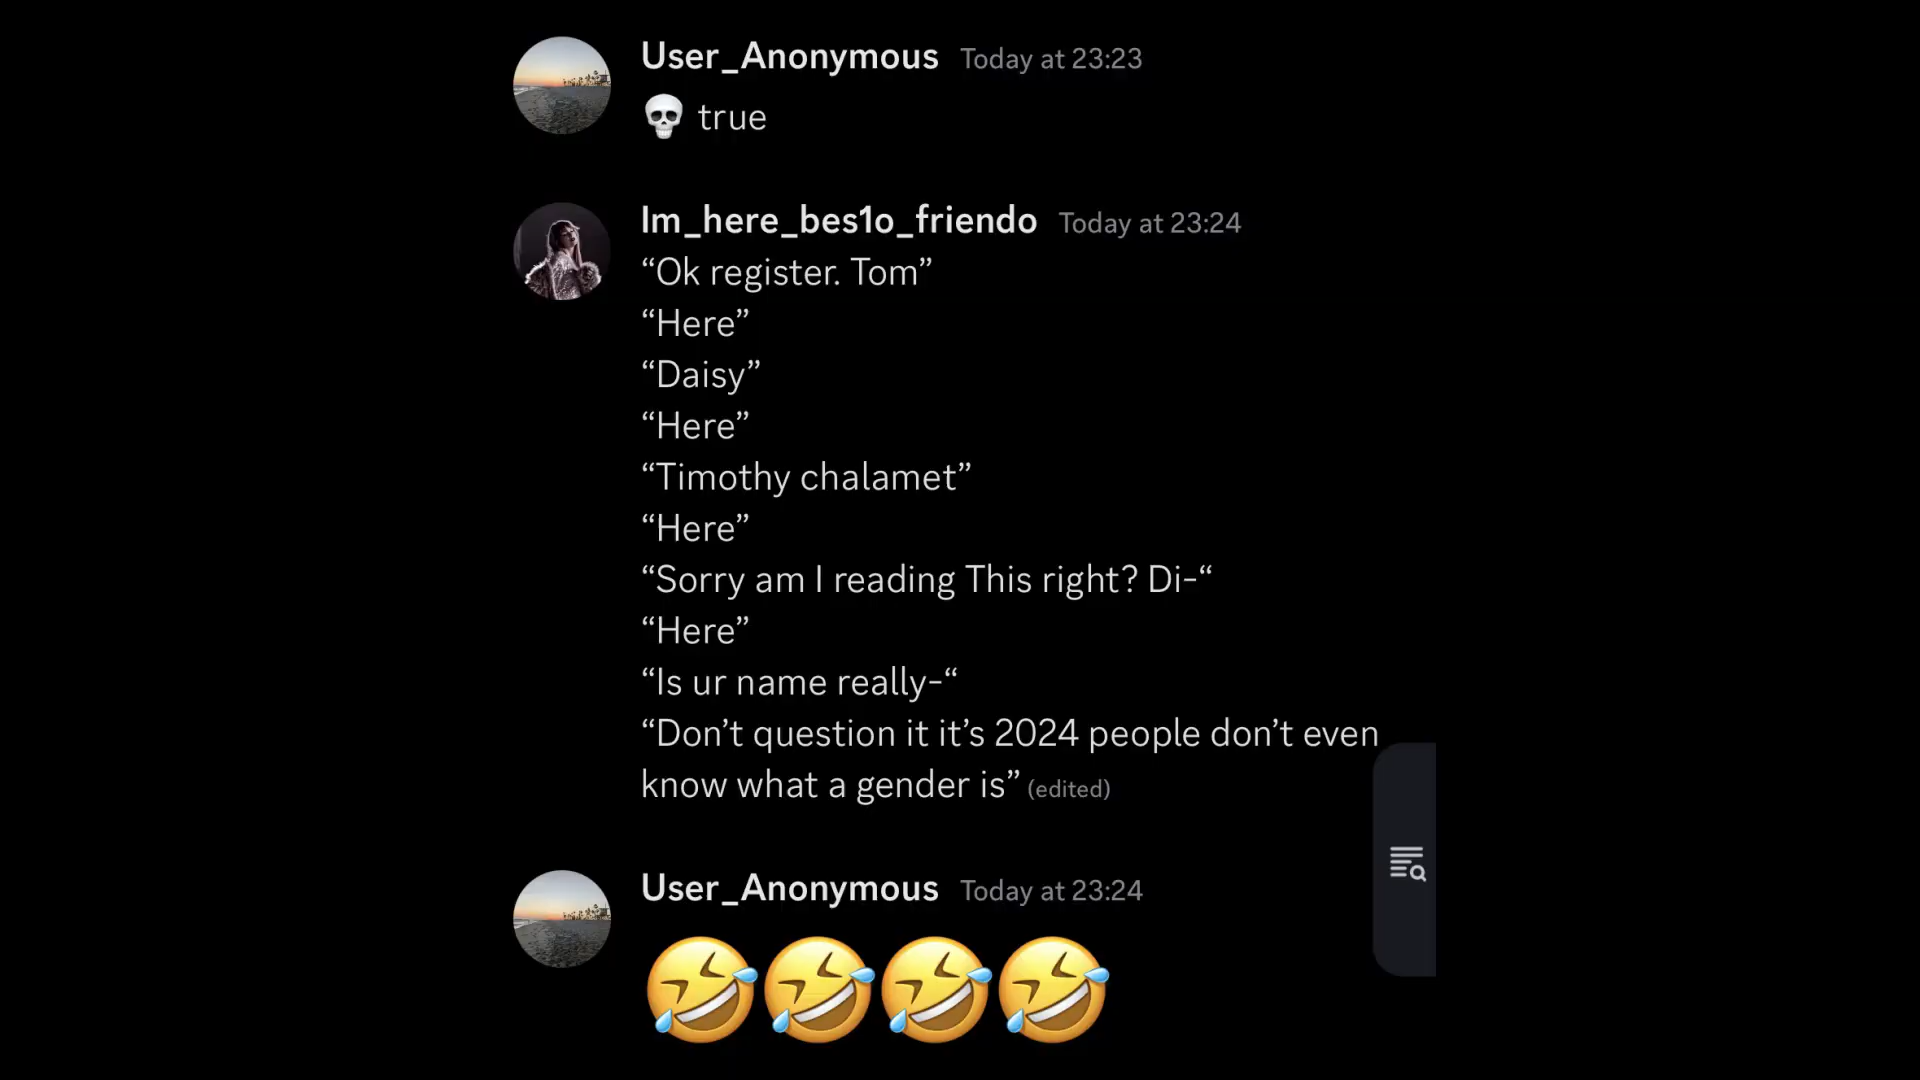 User_Anonymous Today at 23:23
💀 true
Im_here_bes1o_friendo Today at 23:24
“Ok register. Tom”
“Here”
“Daisy”
“Here”
“Timothy chalamet”
“Here”
“Sorry am I reading This right? Di-“
“Here”
“Is ur name really-“
“Don’t question it it’s 2024 people don’t even
know what a gender is” (edited)
User_Anonymous Today at 23:24
🤣🤣🤣🤣